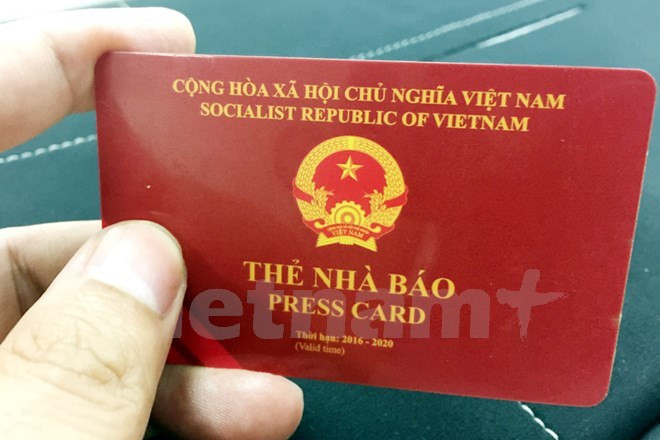 CỘNG HÒA XÃ HỘI CHỦ NGHĨA VIỆT NAM
SOCIALIST REPUBLIC OF VIETNAM
VIỆT NAM
THẺ NHÀ BÁO
PRESS CARD
vietnam+
Thời hạn: 2016 - 2020
(Valid time)